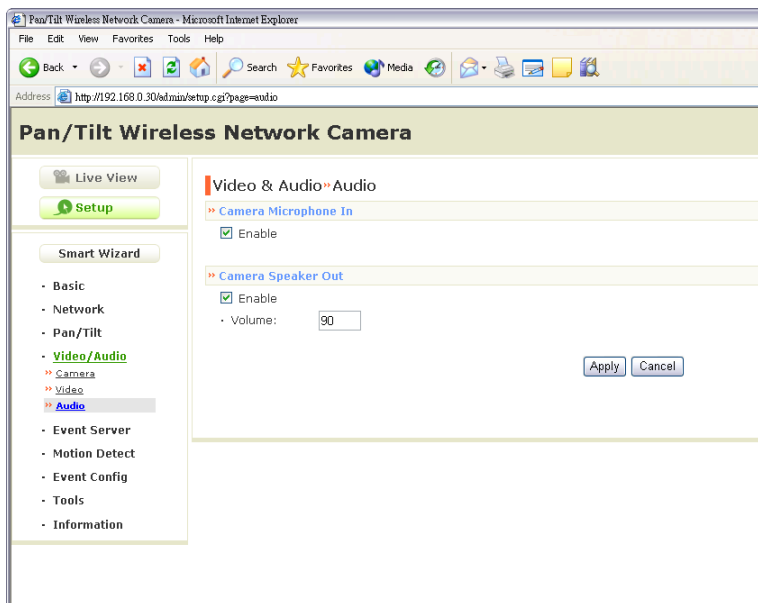 Pan/Tilt Wireless Network Camera - Microsoft Internet Explorer
File Edit View Favorites Tools Help
Back Search Favorites Media
Address http://192.168.0.30/admin/setup.cgi?page=audio
Pan/Tilt Wireless Network Camera
Live View
Setup
Smart Wizard
· Basic
· Network
· Pan/Tilt
· Video/Audio
» Camera
» Video
» Audio
· Event Server
· Motion Detect
· Event Config
· Tools
· Information
Video & Audio » Audio
» Camera Microphone In
Enable
» Camera Speaker Out
Enable
· Volume: 90
Apply Cancel